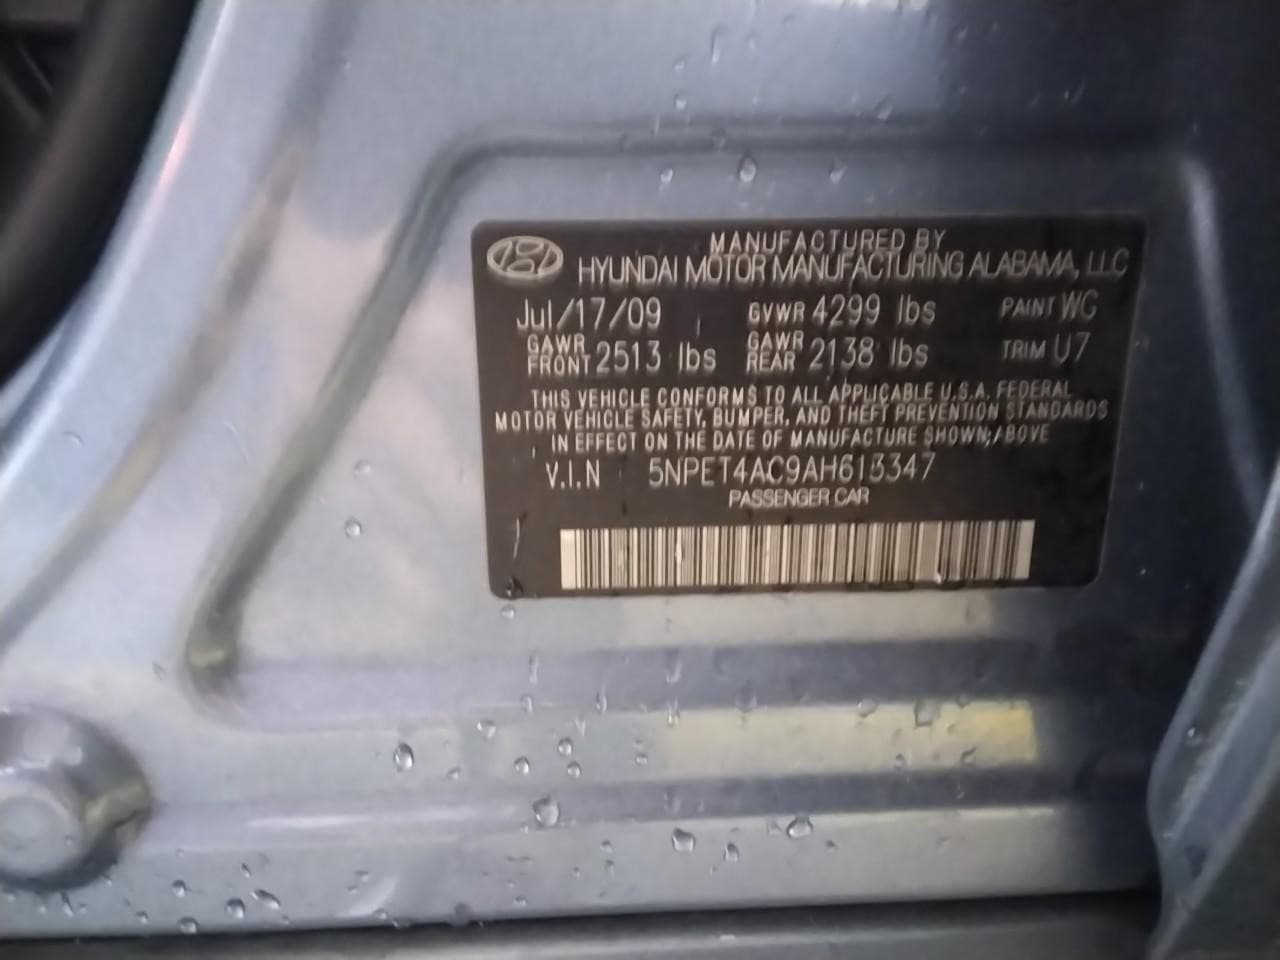 MANUFACTURED BY
HYUNDAI MOTOR MANUFACTURING ALABAMA, LLC
Jul/17/09 GVWR 4299 lbs PAINT WG
GAWR FRONT 2513 lbs GAWR REAR 2138 lbs TRIM U7
THIS VEHICLE CONFORMS TO ALL APPLICABLE U.S.A. FEDERAL
MOTOR VEHICLE SAFETY, BUMPER, AND THEFT PREVENTION STANDARDS
IN EFFECT ON THE DATE OF MANUFACTURE SHOWN ABOVE
V.I.N 5NPET4AC9AH613347
PASSENGER CAR